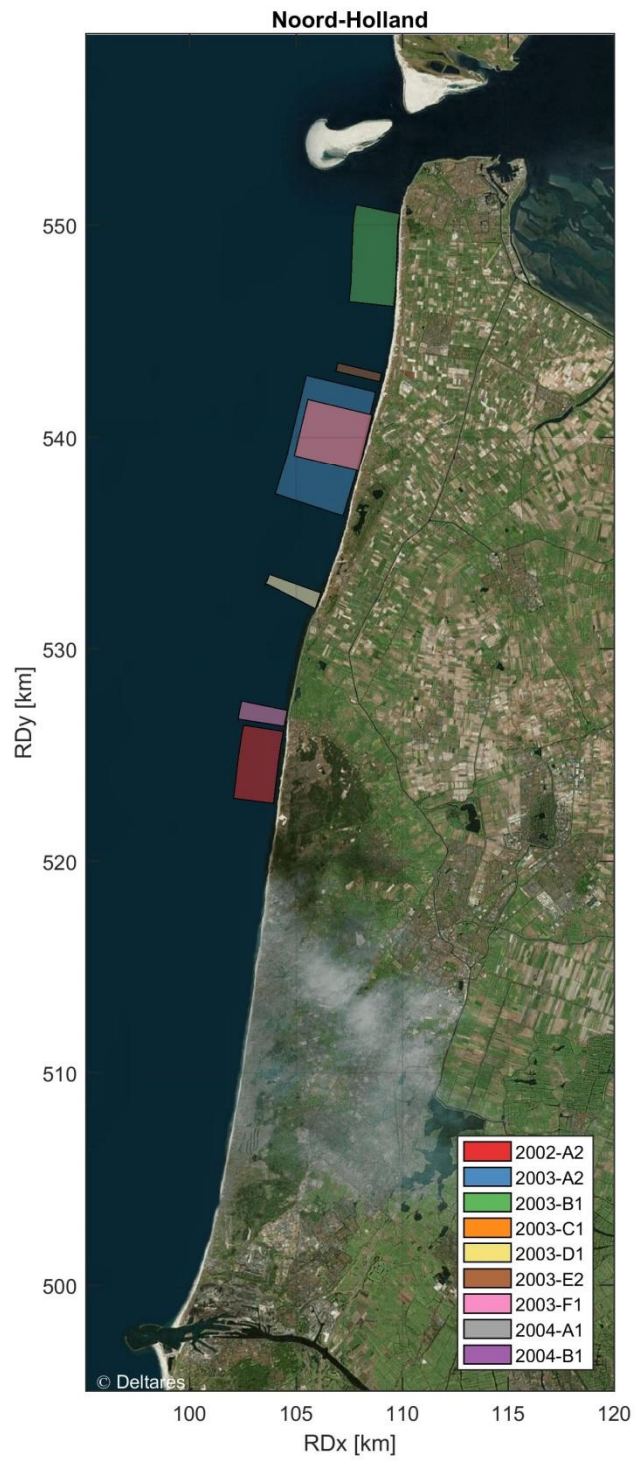 Noord-Holland
550
540
530
520
510
500
RDy [km]
2002-A2
2003-A2
2003-B1
2003-C1
2003-D1
2003-E2
2003-F1
2004-A1
2004-B1
© Deltares
100
105
110
115
120
RDx [km]